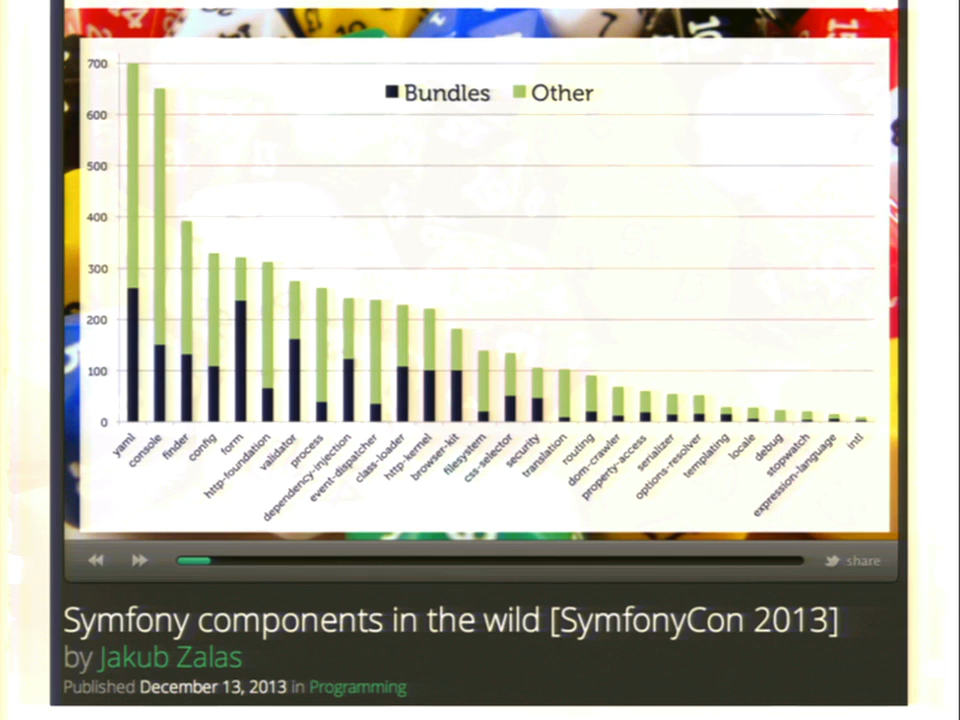 Bundles Other
700
600
500
400
300
200
100
0
yaml
console
finder
config
form
http-foundation
validator
process
dependency-injection
event-dispatcher
class-loader
http-kernel
browser-kit
filesystem
css-selector
security
translation
routing
dom-crawler
property-access
serializer
options-resolver
templating
locale
debug
stopwatch
expression-language
intl
share
Symfony components in the wild [SymfonyCon 2013]
by Jakub Zalas
Published December 13, 2013 in Programming